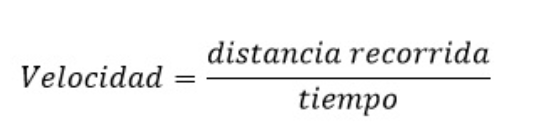 Velocidad = distancia recorrida
tiempo